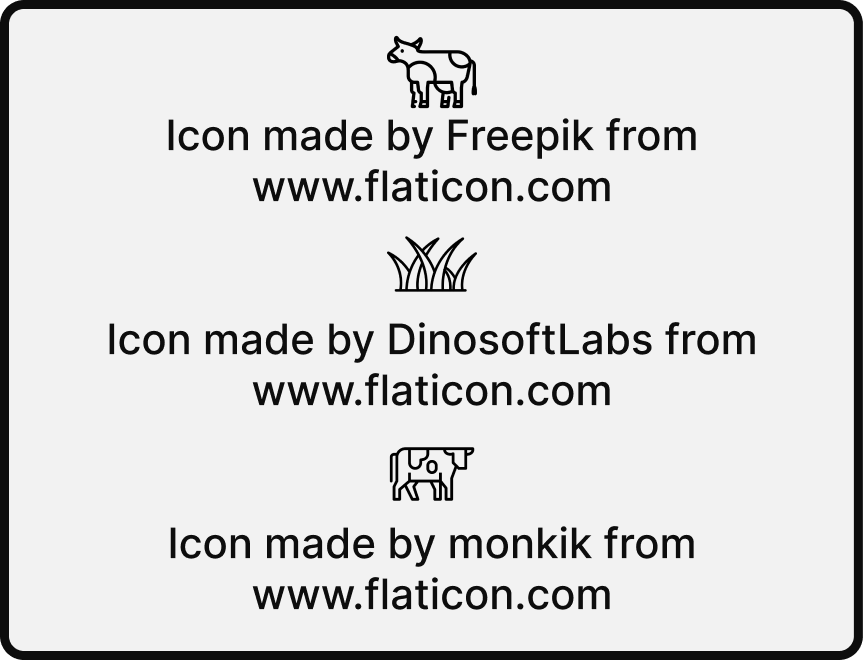 Icon made by Freepik from
www.flaticon.com
Icon made by DinosoftLabs from
www.flaticon.com
Icon made by monkik from
www.flaticon.com